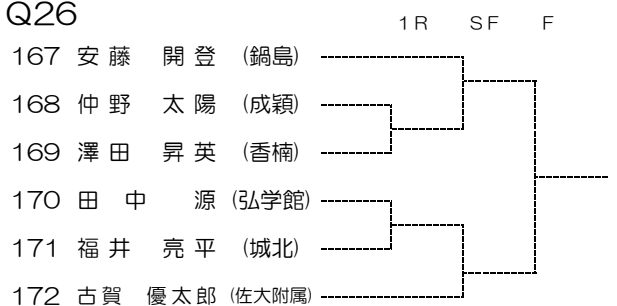 Q26
1R SF F
167 安藤 開登 (鍋島)
168 仲野 太陽 (成穎)
169 澤田 昇英 (香楠)
170 田中 源 (弘学館)
171 福井 亮平 (城北)
172 古賀 優太郎 (佐大附属)